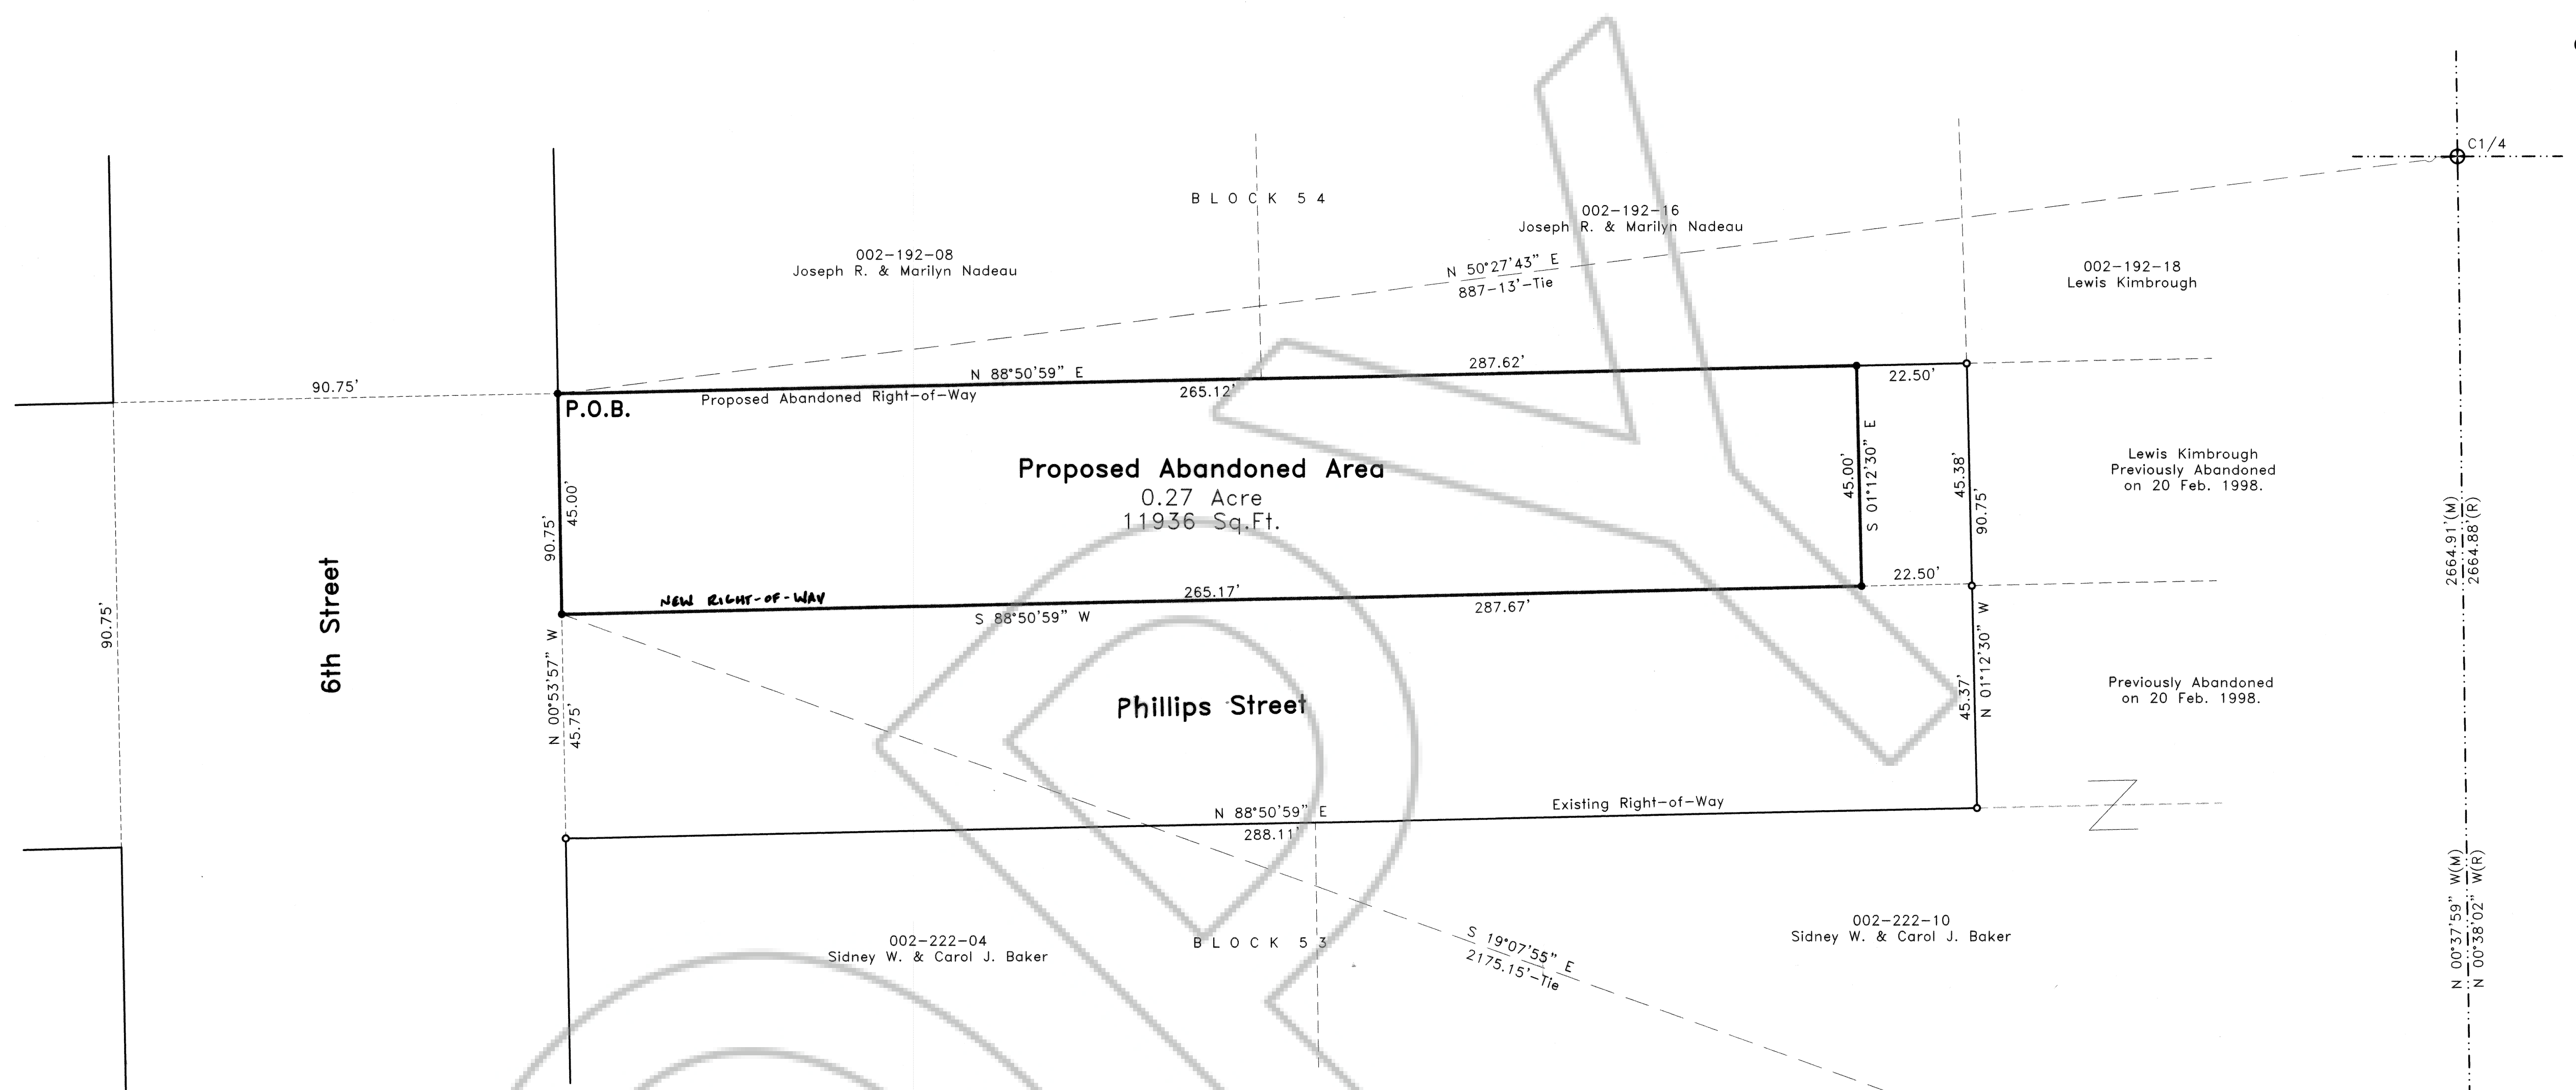 C1/4
BLOCK 54
002-192-16
Joseph R. & Marilyn Nadeau
002-192-08
Joseph R. & Marilyn Nadeau
N 50°27'43" E
887-13'-Tie
002-192-18
Lewis Kimbrough
90.75'
N 88°50'59" E
287.62'
22.50'
P.O.B.
Proposed Abandoned Right-of-Way
265.12'
Proposed Abandoned Area
0.27 Acre
11936 Sq.Ft.
45.00'
90.75'
45.00'
S 01°12'30" E
45.38'
90.75'
Lewis Kimbrough
Previously Abandoned
on 20 Feb. 1998.
2664.91'(M)
2664.88'(R)
6th Street
90.75'
NEW RIGHT-OF-WAY
265.17'
22.50'
S 88°50'59" W
287.67'
N 00°53'57" W
45.75'
Phillips Street
45.37'
N 01°12'30" W
Previously Abandoned
on 20 Feb. 1998.
N 88°50'59" E
288.11'
Existing Right-of-Way
Z
002-222-04
Sidney W. & Carol J. Baker
BLOCK 53
S 19°07'55" E
2175.15'-Tie
002-222-10
Sidney W. & Carol J. Baker
N 00°37'59" W(M)
N 00°38'02" W(R)